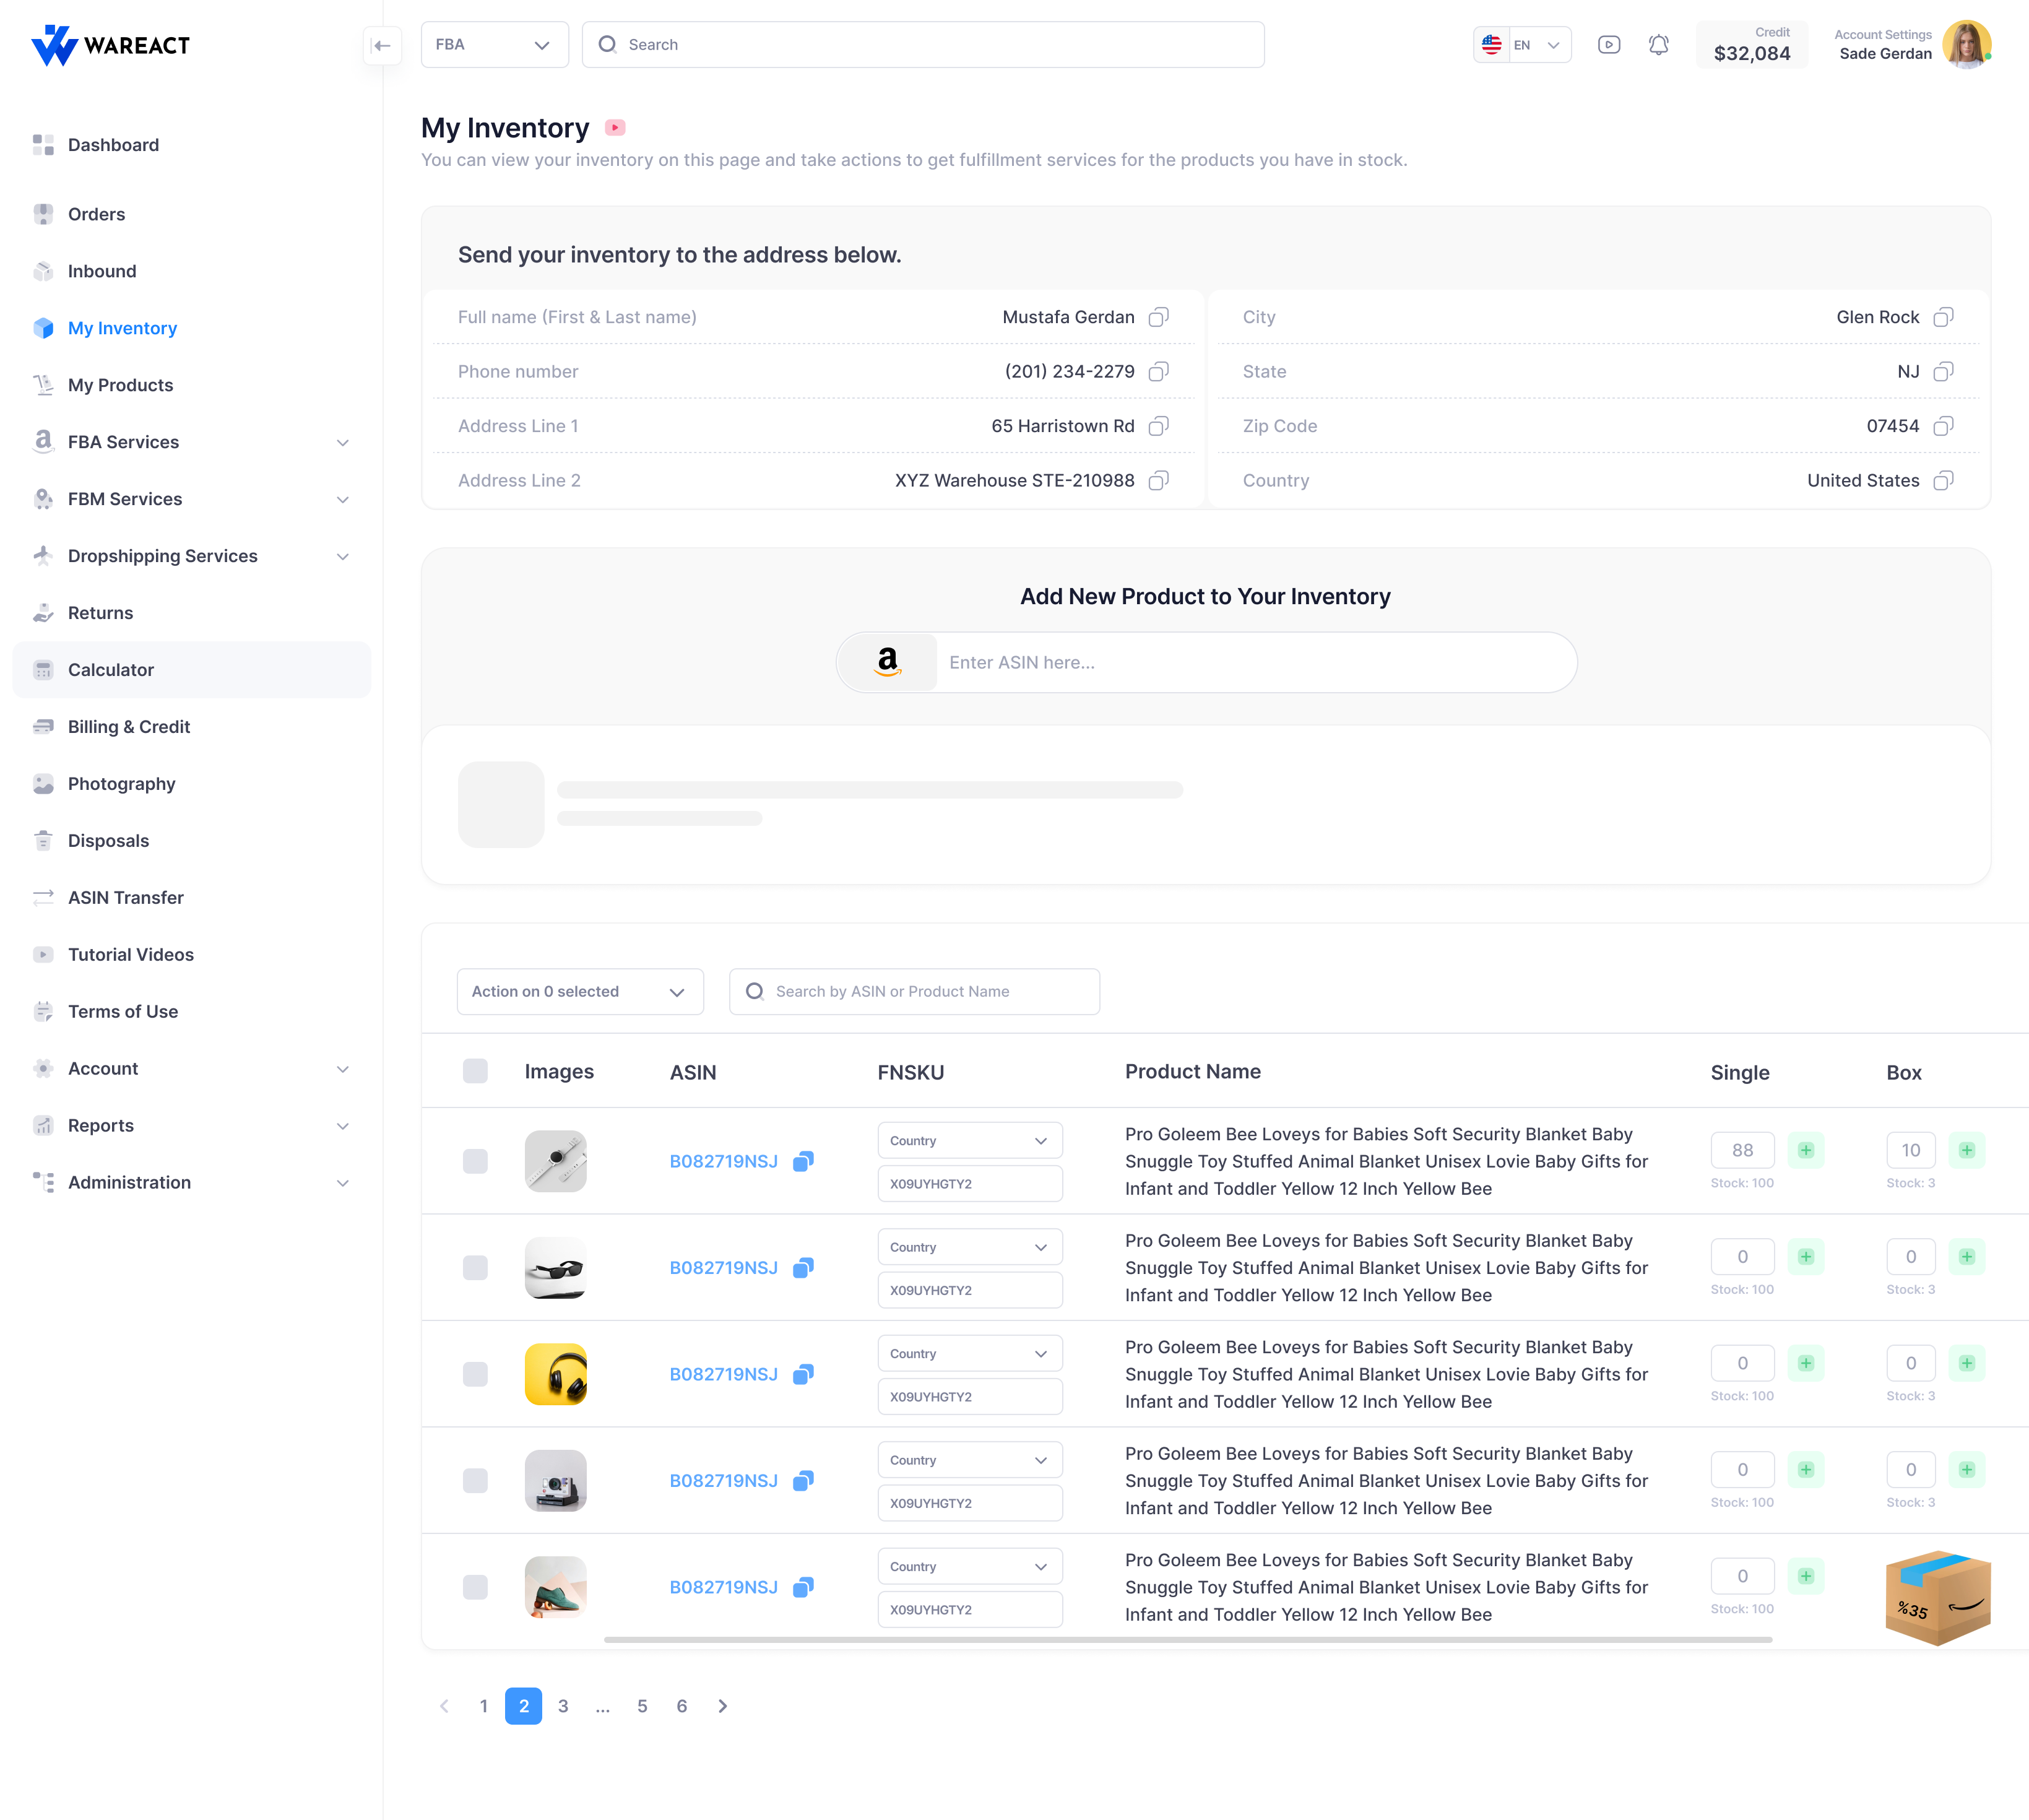 WAREACT
FBA
Search
EN
Credit
$32,084
Account Settings
Sade Gerdan
Dashboard
Orders
Inbound
My Inventory
My Products
FBA Services
FBM Services
Dropshipping Services
Returns
Calculator
Billing & Credit
Photography
Disposals
ASIN Transfer
Tutorial Videos
Terms of Use
Account
Reports
Administration
My Inventory
You can view your inventory on this page and take actions to get fulfillment services for the products you have in stock.
Send your inventory to the address below.
Full name (First & Last name) Mustafa Gerdan
Phone number (201) 234-2279
Address Line 1 65 Harristown Rd
Address Line 2 XYZ Warehouse STE-210988
City Glen Rock
State NJ
Zip Code 07454
Country United States
Add New Product to Your Inventory
a
Enter ASIN here...
Action on 0 selected
Search by ASIN or Product Name
Images ASIN FNSKU Product Name Single Box
B082719NSJ
Country
X09UYHGTY2
Pro Goleem Bee Loveys for Babies Soft Security Blanket Baby
Snuggle Toy Stuffed Animal Blanket Unisex Lovie Baby Gifts for
Infant and Toddler Yellow 12 Inch Yellow Bee
88
Stock: 100
10
Stock: 3
B082719NSJ
Country
X09UYHGTY2
Pro Goleem Bee Loveys for Babies Soft Security Blanket Baby
Snuggle Toy Stuffed Animal Blanket Unisex Lovie Baby Gifts for
Infant and Toddler Yellow 12 Inch Yellow Bee
0
Stock: 100
0
Stock: 3
B082719NSJ
Country
X09UYHGTY2
Pro Goleem Bee Loveys for Babies Soft Security Blanket Baby
Snuggle Toy Stuffed Animal Blanket Unisex Lovie Baby Gifts for
Infant and Toddler Yellow 12 Inch Yellow Bee
0
Stock: 100
0
Stock: 3
B082719NSJ
Country
X09UYHGTY2
Pro Goleem Bee Loveys for Babies Soft Security Blanket Baby
Snuggle Toy Stuffed Animal Blanket Unisex Lovie Baby Gifts for
Infant and Toddler Yellow 12 Inch Yellow Bee
0
Stock: 100
0
Stock: 3
B082719NSJ
Country
X09UYHGTY2
Pro Goleem Bee Loveys for Babies Soft Security Blanket Baby
Snuggle Toy Stuffed Animal Blanket Unisex Lovie Baby Gifts for
Infant and Toddler Yellow 12 Inch Yellow Bee
0
Stock: 100
%35
1 2 3 ... 5 6